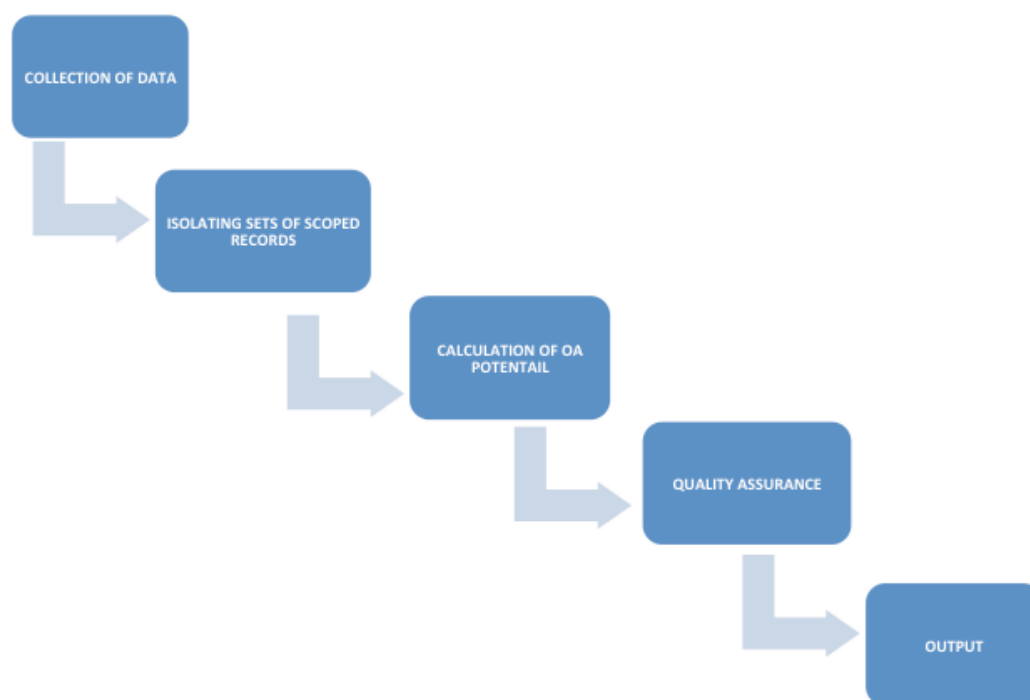 COLLECTION OF DATA
ISOLATING SETS OF SCOPED
RECORDS
CALCULATION OF OA
POTENTAIL
QUALITY ASSURANCE
OUTPUT